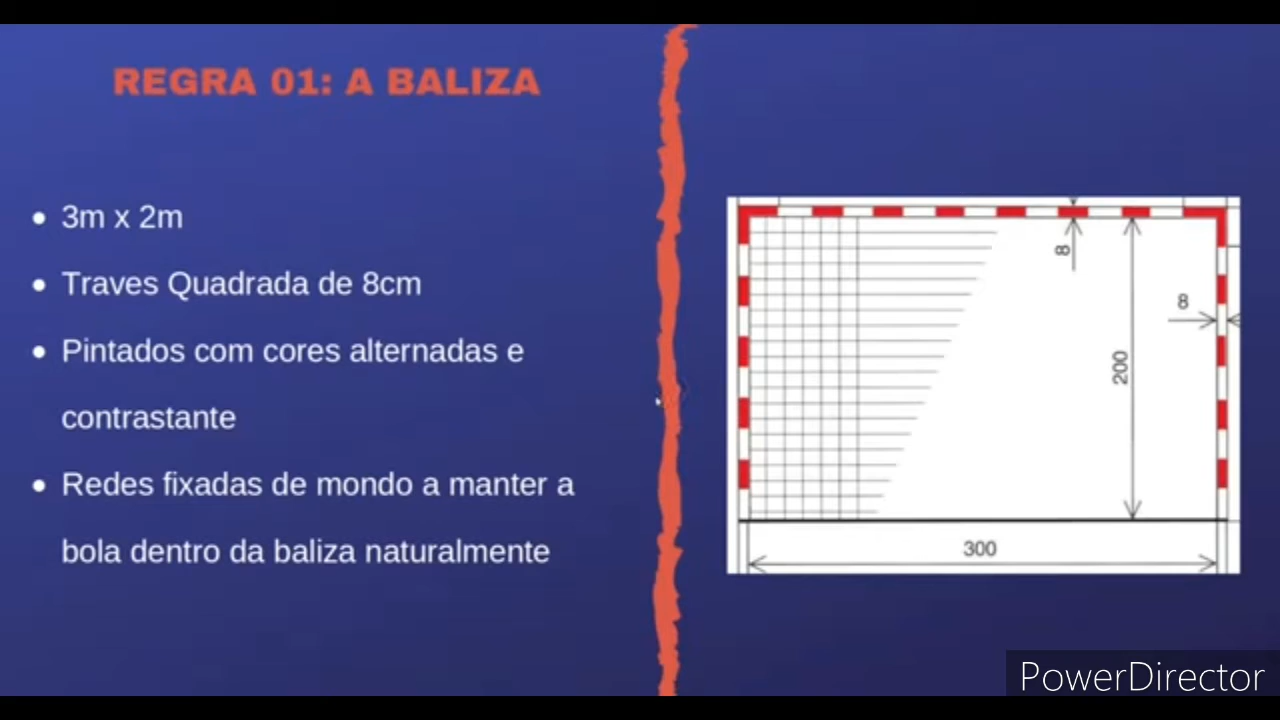 REGRA 01: A BALIZA
• 3m x 2m
• Traves Quadrada de 8cm
• Pintados com cores alternadas e
contrastante
• Redes fixadas de mondo a manter a
bola dentro da baliza naturalmente
8
8
200
300
PowerDirector